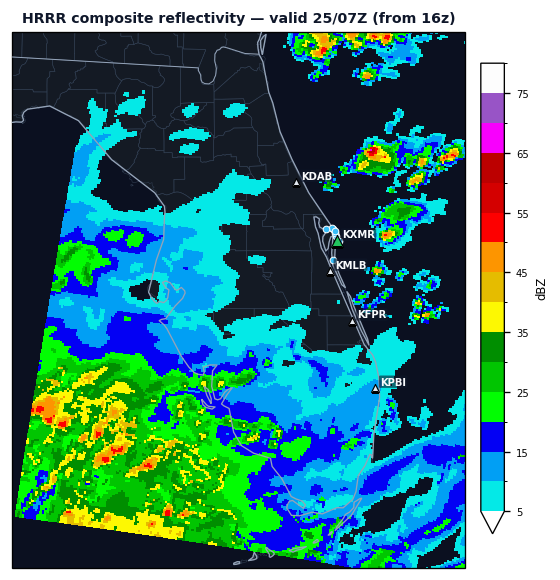 HRRR composite reflectivity — valid 25/07Z (from 16z)
KDAB
KXMR
KMLB
KFPR
KPBI
75
65
55
45
35
25
15
5
dBZ